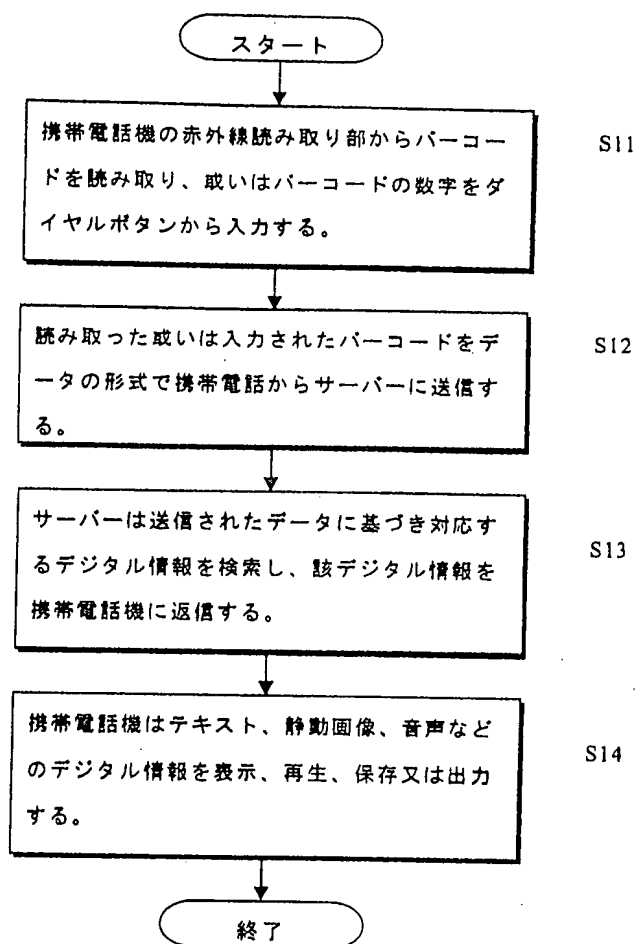 スタート
携帯電話機の赤外線読み取り部からバーコー
ドを読み取り、或いはバーコードの数字をダ
イヤルボタンから入力する。
S11
読み取った或いは入力されたバーコードをデ
ータの形式で携帯電話からサーバーに送信す
る。
S12
サーバーは送信されたデータに基づき対応す
るデジタル情報を検索し、該デジタル情報を
携帯電話機に返信する。
S13
携帯電話機はテキスト、静動画像、音声など
のデジタル情報を表示、再生、保存又は出力
する。
S14
終了